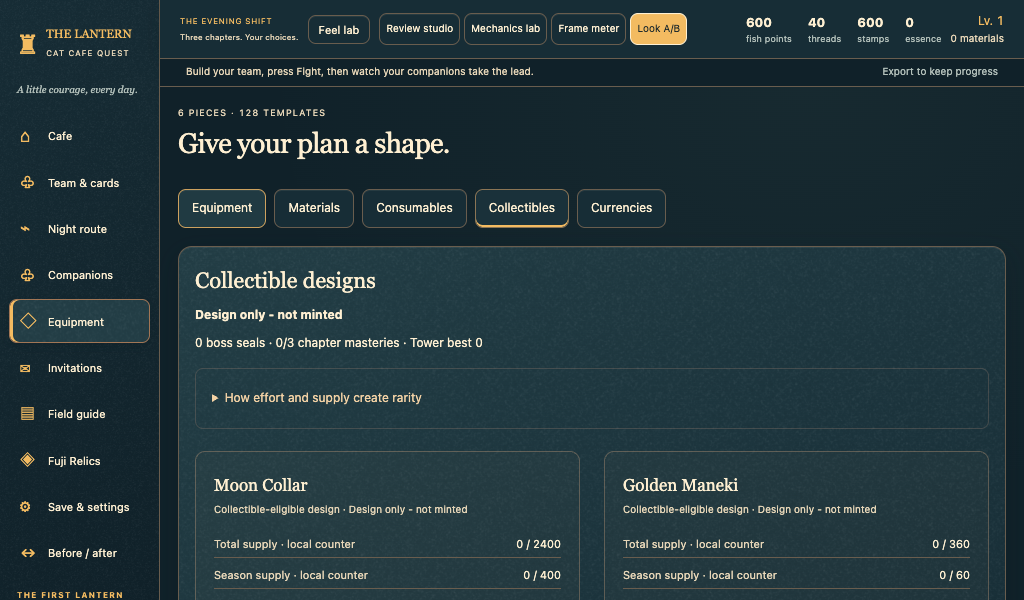 THE LANTERN
CAT CAFE QUEST
A little courage, every day.
Cafe
Team & cards
Night route
Companions
Equipment
Invitations
Field guide
Fuji Relics
Save & settings
Before / after
THE FIRST LANTERN
THE EVENING SHIFT
Three chapters. Your choices.
Feel lab
Review studio
Mechanics lab
Frame meter
Look A/B
600
fish points
40
threads
600
stamps
0
essence
Lv. 1
0 materials
Build your team, press Fight, then watch your companions take the lead.
Export to keep progress
6 PIECES · 128 TEMPLATES
Give your plan a shape.
Equipment
Materials
Consumables
Collectibles
Currencies
Collectible designs
Design only - not minted
0 boss seals · 0/3 chapter masteries · Tower best 0
How effort and supply create rarity
Moon Collar
Collectible-eligible design · Design only - not minted
Total supply · local counter 0 / 2400
Season supply · local counter 0 / 400
Golden Maneki
Collectible-eligible design · Design only - not minted
Total supply · local counter 0 / 360
Season supply · local counter 0 / 60